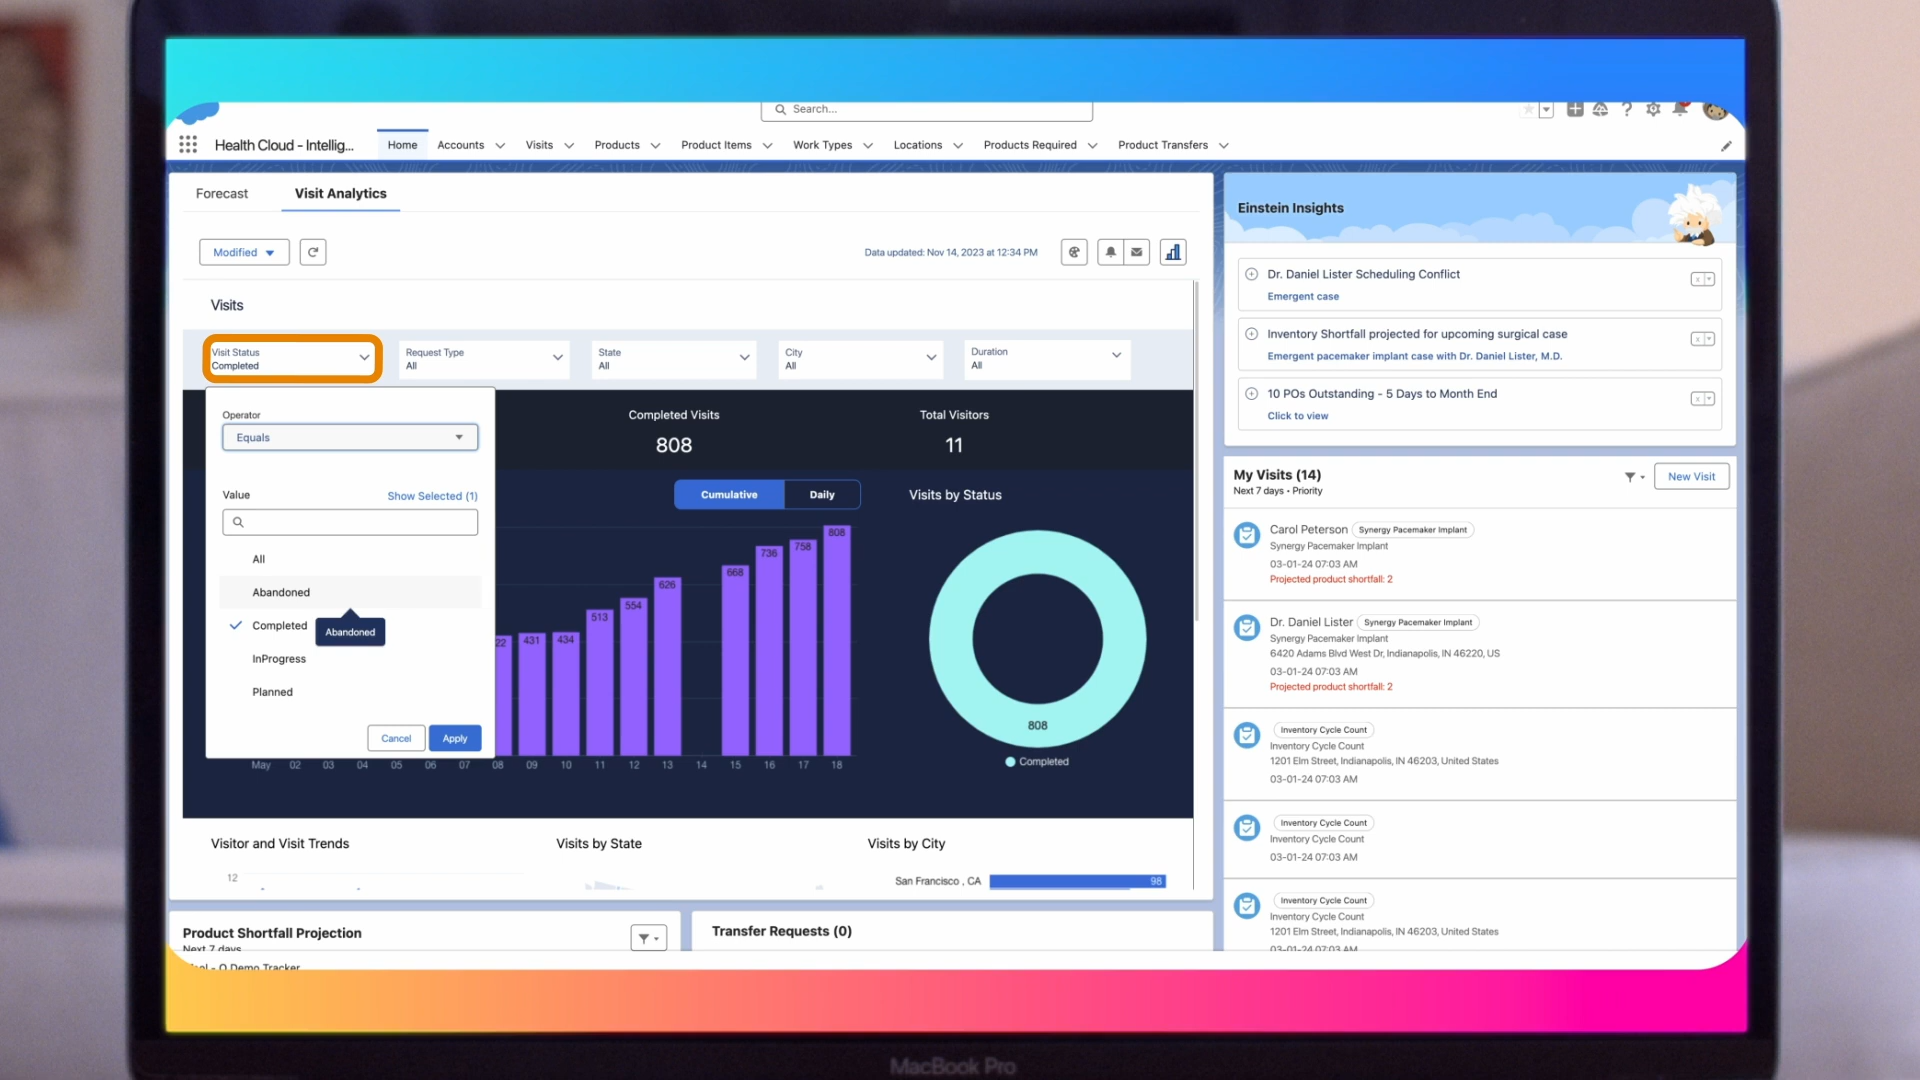 Search...
Health Cloud - Intellig...
Home
Accounts
Visits
Products
Product Items
Work Types
Locations
Products Required
Product Transfers
Forecast
Visit Analytics
Modified
Data updated: Nov 14, 2023 at 12:34 PM
Visits
Visit Status
Completed
Request Type
All
State
All
City
All
Duration
All
Operator
Equals
Value
Show Selected (1)
All
Abandoned
Completed
Abandoned
InProgress
Planned
Cancel
Apply
Completed Visits
808
Total Visitors
11
Cumulative
Daily
22
431
434
513
554
626
668
736
758
808
May 02 03 04 05 06 07 08 09 10 11 12 13 14 15 16 17 18
Visits by Status
808
Completed
Visitor and Visit Trends
12
Visits by State
Visits by City
San Francisco , CA
98
Product Shortfall Projection
Next 7 days
Transfer Requests (0)
Demo Tracker
Einstein Insights
Dr. Daniel Lister Scheduling Conflict
Emergent case
Inventory Shortfall projected for upcoming surgical case
Emergent pacemaker implant case with Dr. Daniel Lister, M.D.
10 POs Outstanding - 5 Days to Month End
Click to view
My Visits (14)
Next 7 days • Priority
New Visit
Carol Peterson Synergy Pacemaker Implant
Synergy Pacemaker Implant
03-01-24 07:03 AM
Projected product shortfall: 2
Dr. Daniel Lister Synergy Pacemaker Implant
Synergy Pacemaker Implant
6420 Adams Blvd West Dr, Indianapolis, IN 46220, US
03-01-24 07:03 AM
Projected product shortfall: 2
Inventory Cycle Count
Inventory Cycle Count
1201 Elm Street, Indianapolis, IN 46203, United States
03-01-24 07:03 AM
Inventory Cycle Count
Inventory Cycle Count
03-01-24 07:03 AM
Inventory Cycle Count
Inventory Cycle Count
1201 Elm Street, Indianapolis, IN 46203, United States
03-01-24 07:03 AM
MacBook Pro